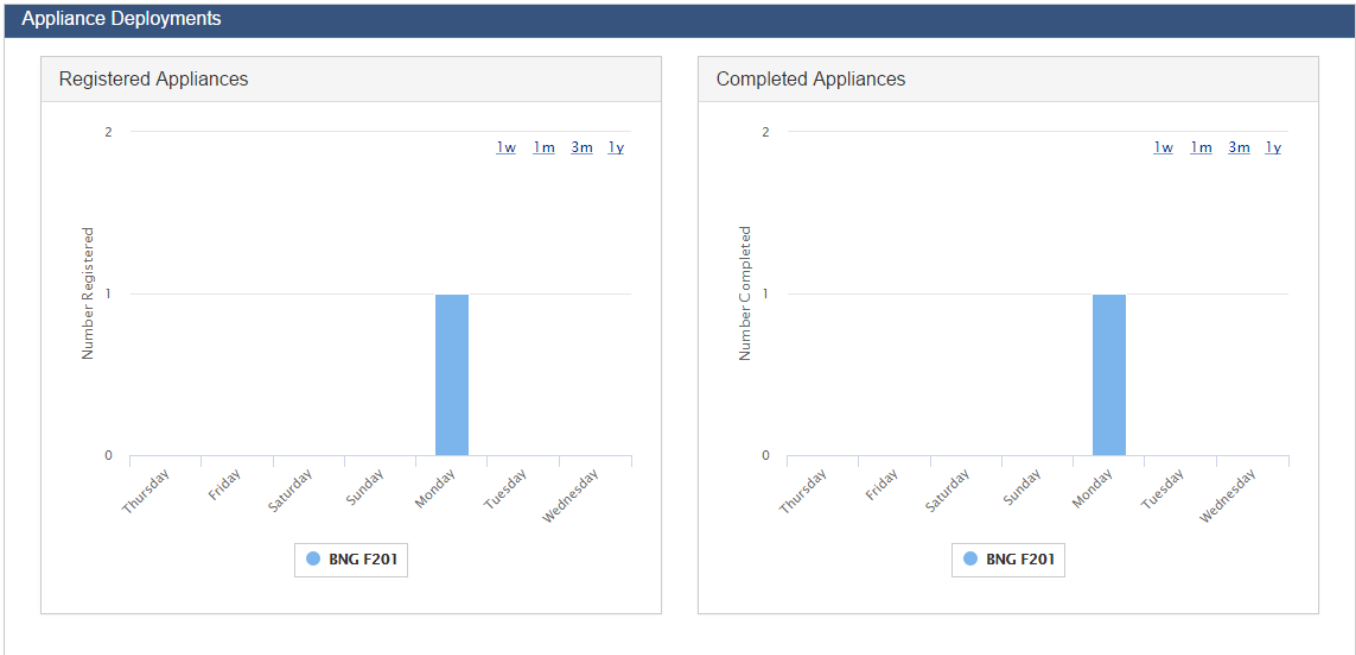 Appliance Deployments
Registered Appliances
2
1w 1m 3m 1y
Number Registered
1
0
Thursday Friday Saturday Sunday Monday Tuesday Wednesday
BNG F201
Completed Appliances
2
1w 1m 3m 1y
Number Completed
1
0
Thursday Friday Saturday Sunday Monday Tuesday Wednesday
BNG F201